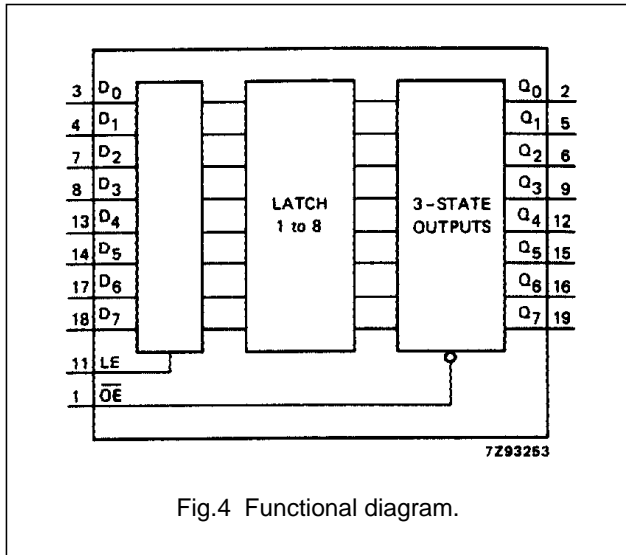 3 D0 Q0 2
4 D1 Q1 5
7 D2 Q2 6
8 D3 LATCH 3-STATE Q3 9
13 D4 1 to 8 OUTPUTS Q4 12
14 D5 Q5 15
17 D6 Q6 16
18 D7 Q7 19
11 LE
1 O̅E̅
7Z93253
Fig.4 Functional diagram.